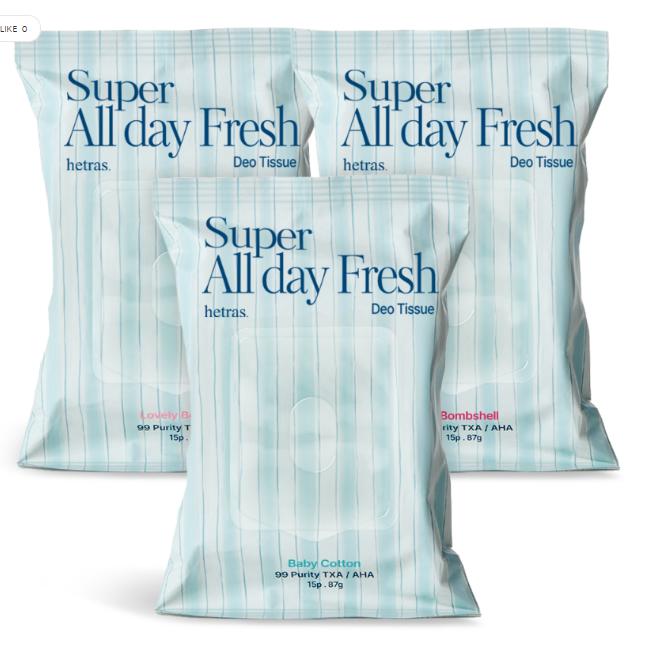 LIKE 0
Super
All day Fresh
hetras.
Deo Tissue
Super
All day Fresh
hetras.
Deo Tissue
Super
All day Fresh
hetras.
Deo Tissue
Lovely
99 Purity
15p .
Bombshell
TXA / AHA
15p . 87g
Baby Cotton
99 Purity TXA / AHA
15p . 87g